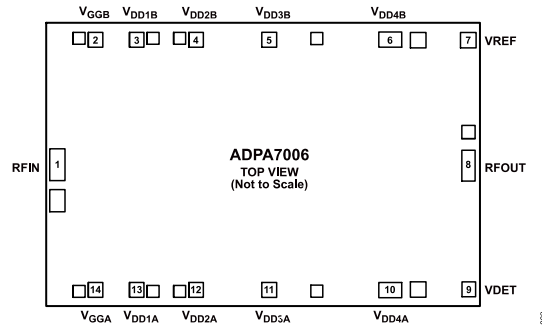 VGGB VDD1B VDD2B VDD3B VDD4B
2 3 4 5 6 7 VREF
RFIN 1
ADPA7006
TOP VIEW
(Not to Scale)
8 RFOUT
14 13 12 11 10 9 VDET
VGGA VDD1A VDD2A VDD3A VDD4A